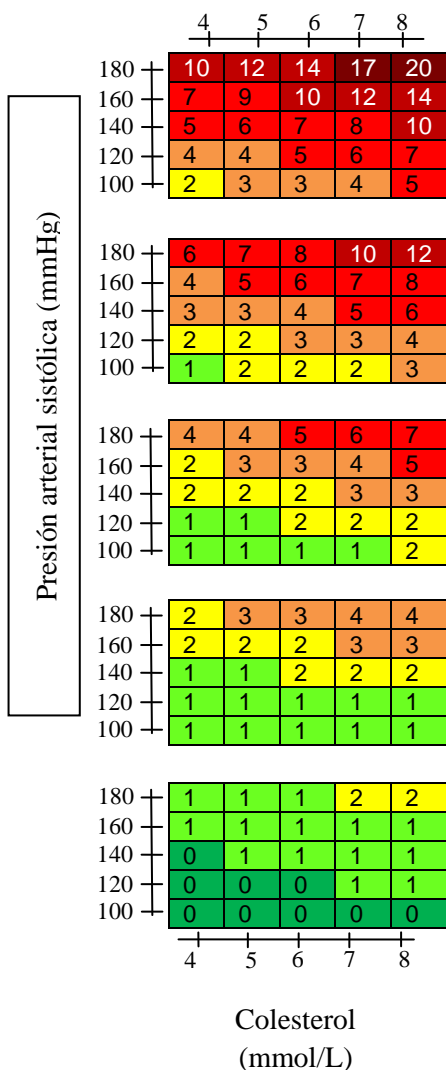 4 5 6 7 8
180 10 12 14 17 20
160 7 9 10 12 14
140 5 6 7 8 10
120 4 4 5 6 7
100 2 3 3 4 5
180 6 7 8 10 12
160 4 5 6 7 8
140 3 3 4 5 6
120 2 2 3 3 4
100 1 2 2 2 3
180 4 4 5 6 7
160 2 3 3 4 5
140 2 2 2 3 3
120 1 1 2 2 2
100 1 1 1 1 2
180 2 3 3 4 4
160 2 2 2 3 3
140 1 1 2 2 2
120 1 1 1 1 1
100 1 1 1 1 1
180 1 1 1 2 2
160 1 1 1 1 1
140 0 1 1 1 1
120 0 0 0 1 1
100 0 0 0 0 0
4 5 6 7 8
Presión arterial sistólica (mmHg)
Colesterol
(mmol/L)